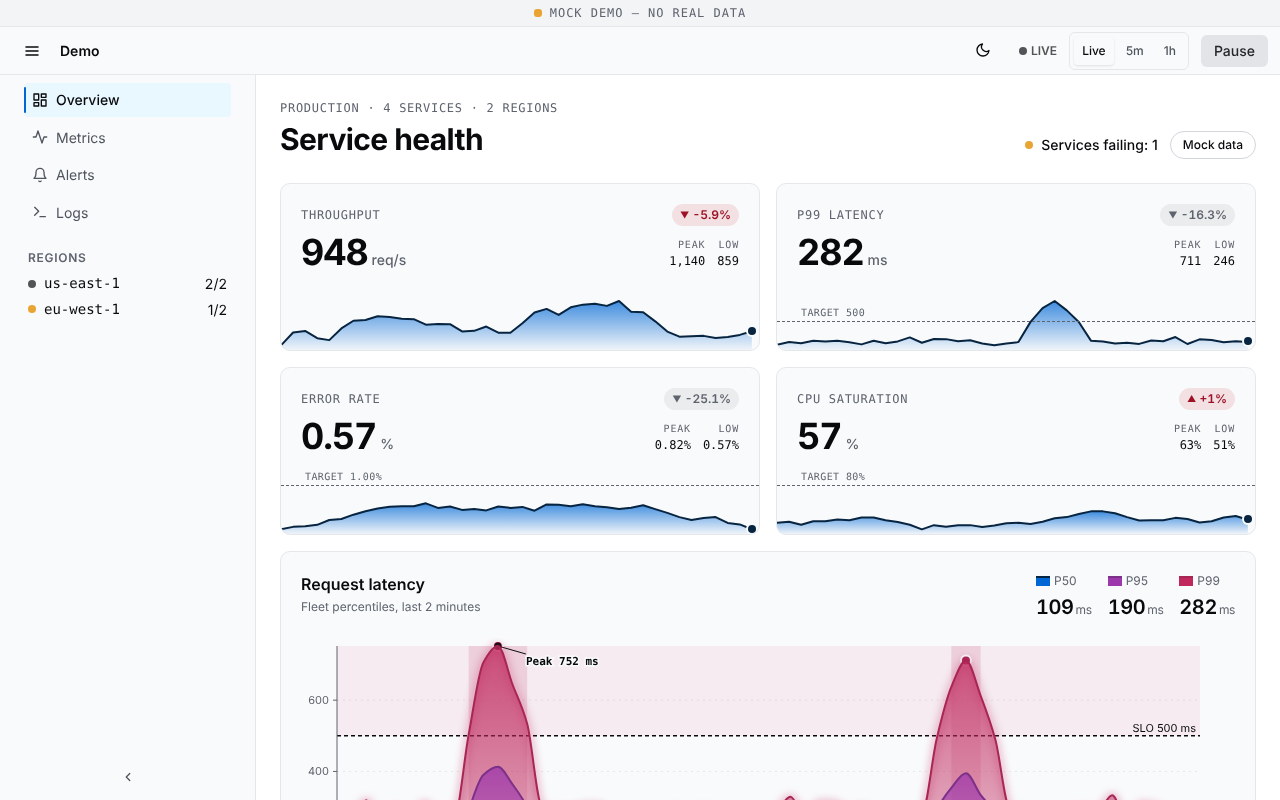 MOCK DEMO — NO REAL DATA
Demo
LIVE
Live
5m
1h
Pause
Overview
Metrics
Alerts
Logs
REGIONS
us-east-1 2/2
eu-west-1 1/2
PRODUCTION · 4 SERVICES · 2 REGIONS
Service health
Services failing: 1
Mock data
THROUGHPUT
▼ -5.9%
948 req/s
PEAK LOW
1,140 859
P99 LATENCY
▼ -16.3%
282 ms
PEAK LOW
711 246
TARGET 500
ERROR RATE
▼ -25.1%
0.57 %
PEAK LOW
0.82% 0.57%
TARGET 1.00%
CPU SATURATION
▲ +1%
57 %
PEAK LOW
63% 51%
TARGET 80%
Request latency
Fleet percentiles, last 2 minutes
P50 P95 P99
109 ms 190 ms 282 ms
Peak 752 ms
600
SLO 500 ms
400